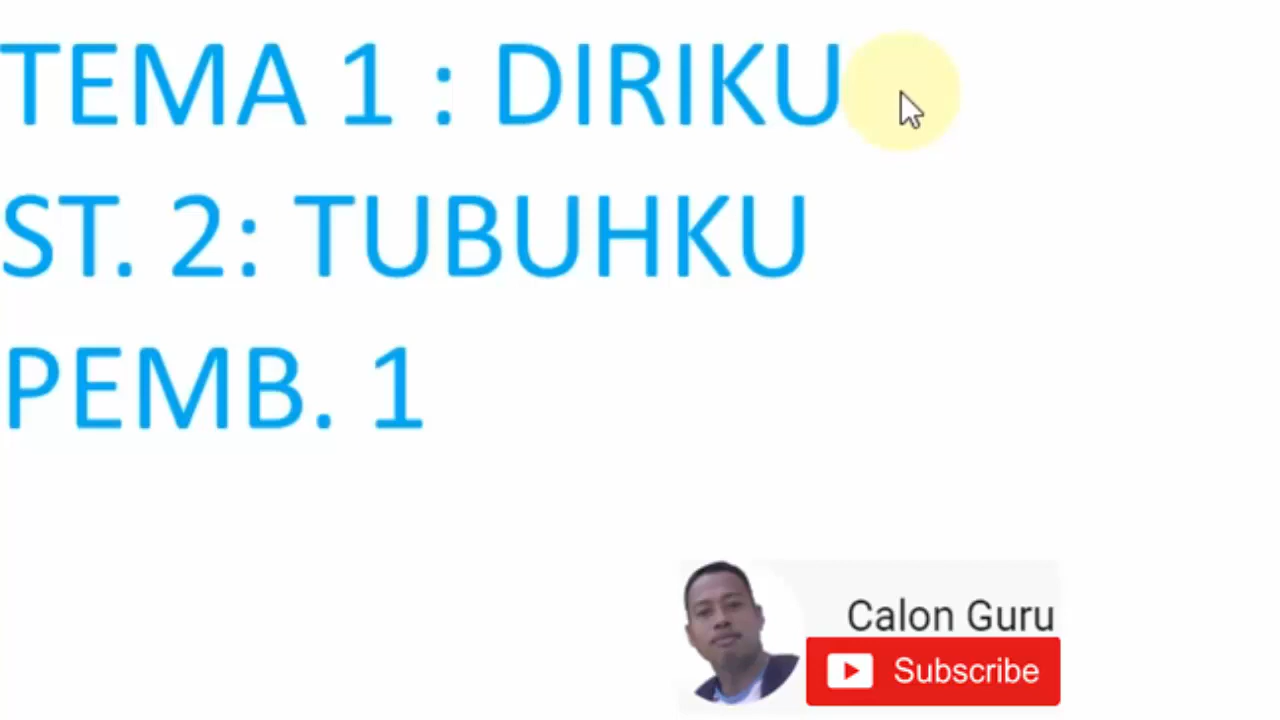 TEMA 1 : DIRIKU
ST. 2: TUBUHKU
PEMB. 1
Calon Guru
Subscribe